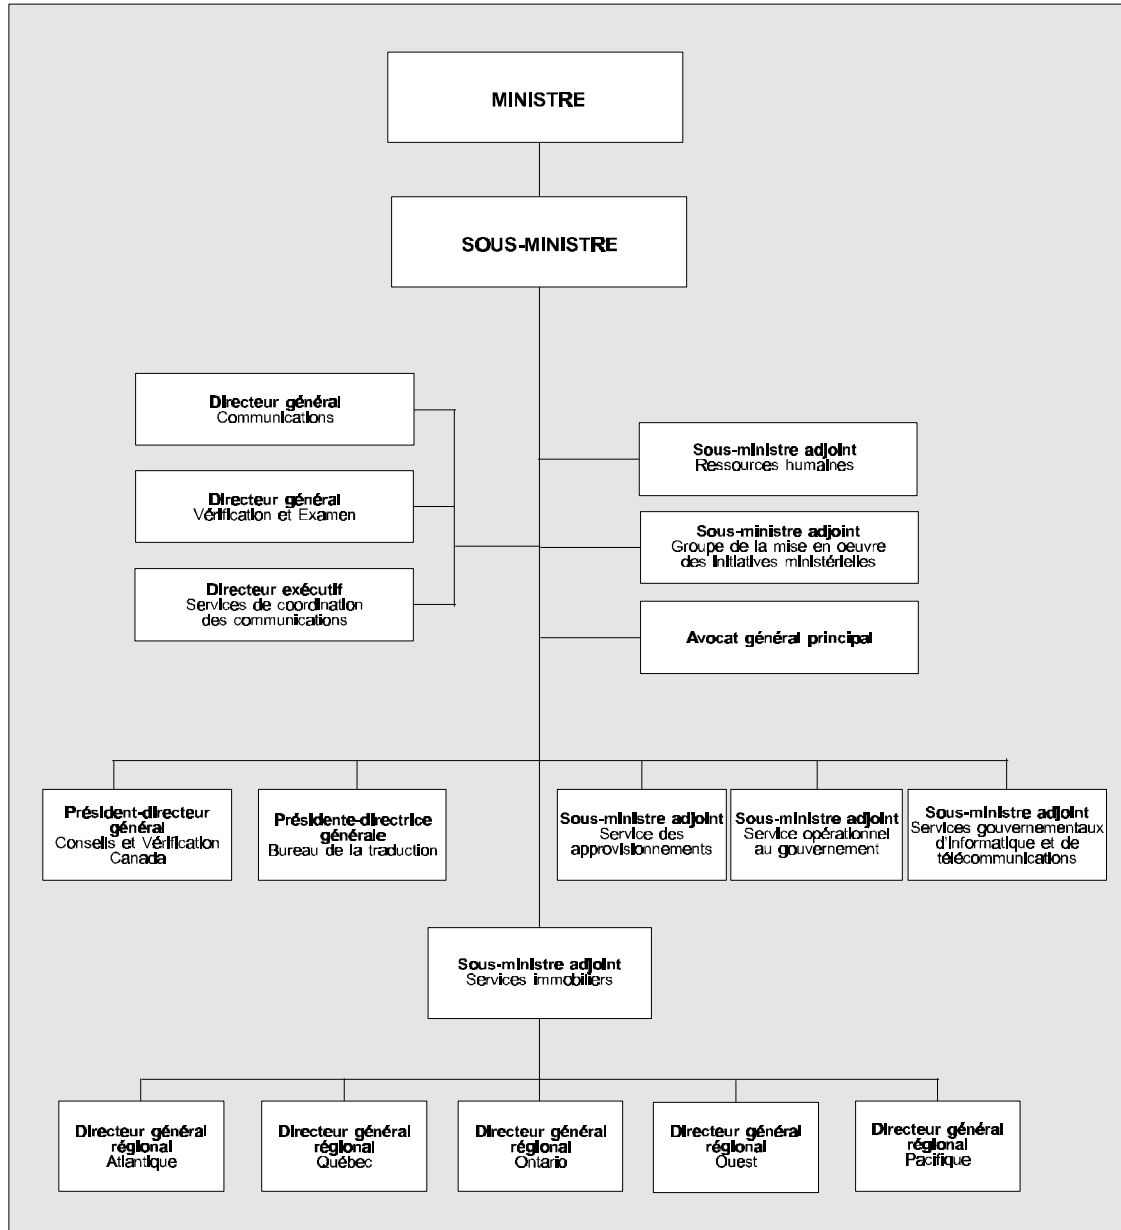 MINISTRE
SOUS-MINISTRE
Directeur général
Communications
Directeur général
Vérification et Examen
Directeur exécutif
Services de coordination
des communications
Sous-ministre adjoint
Ressources humaines
Sous-ministre adjoint
Groupe de la mise en oeuvre
des initiatives ministérielles
Avocat général principal
Président-directeur
général
Conseils et Vérification
Canada
Présidente-directrice
générale
Bureau de la traduction
Sous-ministre adjoint
Service des
approvisionnements
Sous-ministre adjoint
Service opérationnel
au gouvernement
Sous-ministre adjoint
Services gouvernementaux
d'informatique et de
télécommunications
Sous-ministre adjoint
Services immobiliers
Directeur général
régional
Atlantique
Directeur général
régional
Québec
Directeur général
régional
Ontario
Directeur général
régional
Ouest
Directeur général
régional
Pacifique